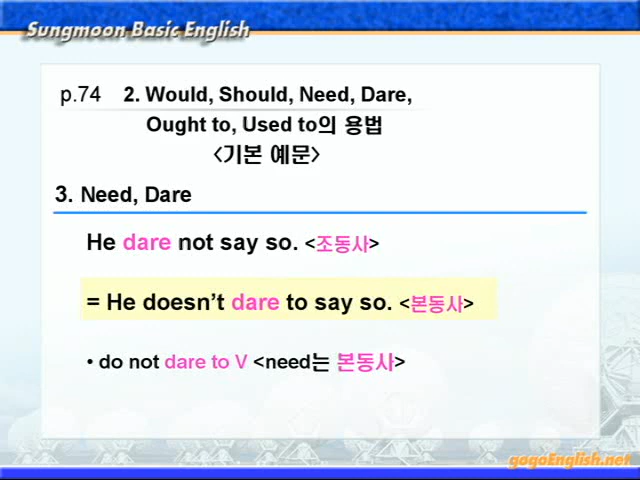 Sungmoon Basic English
p.74 2. Would, Should, Need, Dare,
Ought to, Used to의 용법
<기본 예문>
3. Need, Dare
He dare not say so. <조동사>
= He doesn't dare to say so. <본동사>
• do not dare to V <need는 본동사>
gogoEnglish.net